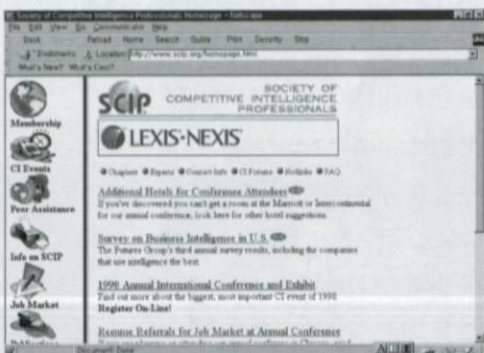 Society of Competitive Intelligence Professionals Homepage - Netscape
File Edit View Go Communicator Help
Back Reload Home Search Guide Print Security Stop
Bookmarks Location: http://www.scip.org/homepage.html
What's New? What's Cool?
Membership
CI Events
Peer Assistance
Info on SCIP
Job Market
SCIP
SOCIETY OF
COMPETITIVE INTELLIGENCE
PROFESSIONALS
LEXIS·NEXIS
Chapters Experts Contact Info CI Forums Hotlinks FAQ
Additional Hotels for Conference Attendees
If you've discovered you can't get a room at the Marriott or Intercontinental
for our annual conference, look here for other hotel suggestions.
Survey on Business Intelligence in U.S.
The Futures Group's third annual survey results, including the companies
that use intelligence the best.
1998 Annual International Conference and Exhibit
Find out more about the biggest, most important CI event of 1998
Register On-Line!
Resume Referrals for Job Market at Annual Conference
Document: Done